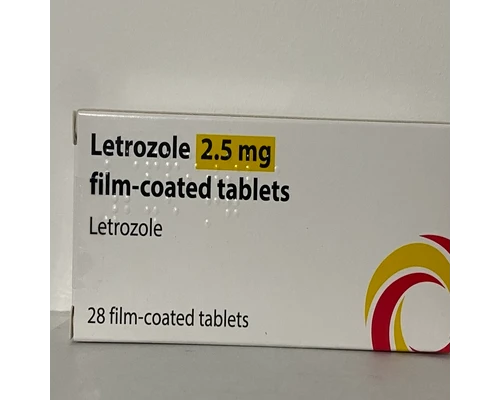 Letrozole 2.5 mg
film-coated tablets
Letrozole
28 film-coated tablets